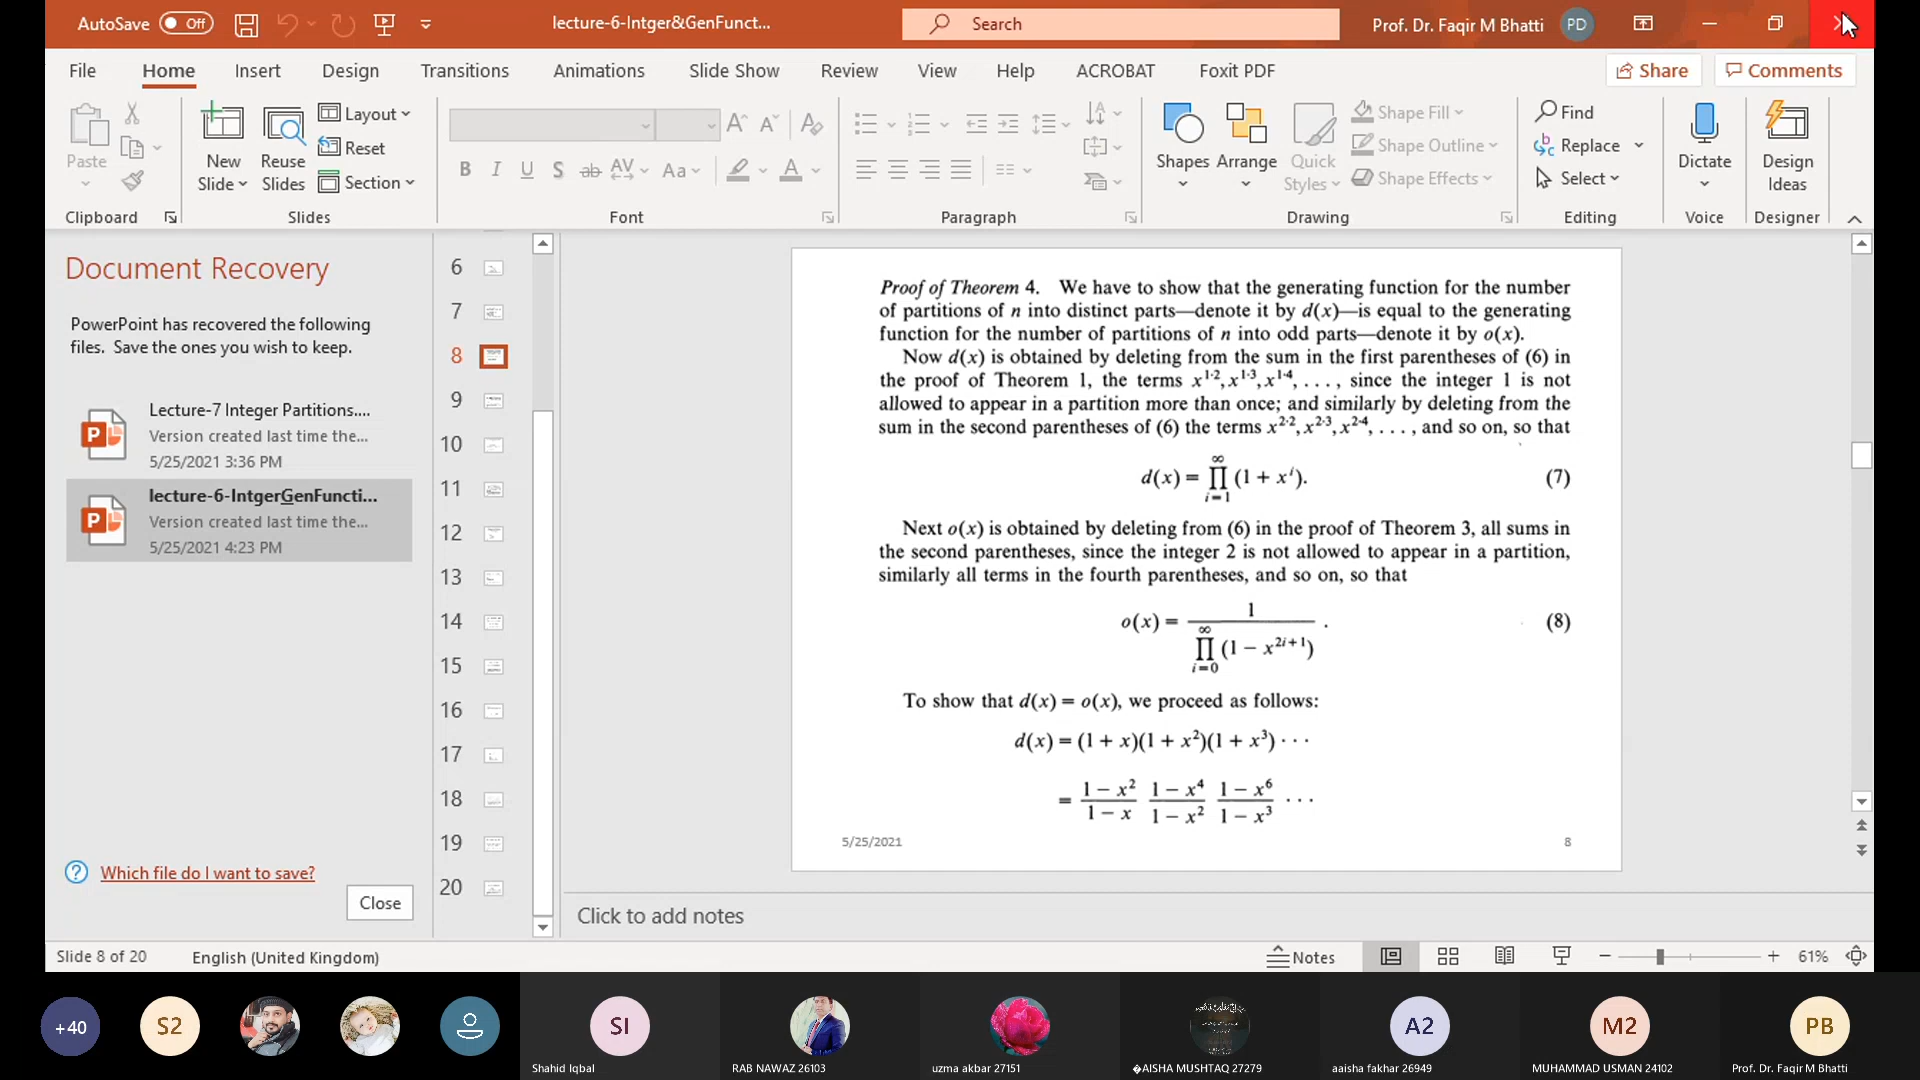 AutoSave Off
lecture-6-Intger&GenFunct...
Search
Prof. Dr. Faqir M Bhatti PD
File Home Insert Design Transitions Animations Slide Show Review View Help ACROBAT Foxit PDF
Share Comments
Paste
New
Slide
Reuse
Slides
Layout
Reset
Section
A A
B I U S ab AV Aa A
Shapes
Arrange
Quick
Styles
Shape Fill
Shape Outline
Shape Effects
Find
Replace
Select
Dictate
Design
Ideas
Clipboard Slides Font Paragraph Drawing Editing Voice Designer
Document Recovery
PowerPoint has recovered the following
files. Save the ones you wish to keep.
Lecture-7 Integer Partitions....
Version created last time the...
5/25/2021 3:36 PM
lecture-6-IntgerGenFuncti...
Version created last time the...
5/25/2021 4:23 PM
Which file do I want to save?
Close
6
7
8
9
10
11
12
13
14
15
16
17
18
19
20
Proof of Theorem 4. We have to show that the generating function for the number
of partitions of n into distinct parts—denote it by d(x)—is equal to the generating
function for the number of partitions of n into odd parts—denote it by o(x).
Now d(x) is obtained by deleting from the sum in the first parentheses of (6) in
the proof of Theorem 1, the terms x^{1·2}, x^{1·3}, x^{1·4}, . . . , since the integer 1 is not
allowed to appear in a partition more than once; and similarly by deleting from the
sum in the second parentheses of (6) the terms x^{2·2}, x^{2·3}, x^{2·4}, . . . , and so on, so that
d(x) = ∏_{i=1}^{∞} (1 + x^i). (7)
Next o(x) is obtained by deleting from (6) in the proof of Theorem 3, all sums in
the second parentheses, since the integer 2 is not allowed to appear in a partition,
similarly all terms in the fourth parentheses, and so on, so that
o(x) = 1 / ∏_{i=0}^{∞} (1 − x^{2i+1}) . (8)
To show that d(x) = o(x), we proceed as follows:
d(x) = (1 + x)(1 + x²)(1 + x³) · · ·
= (1 − x²)/(1 − x) (1 − x⁴)/(1 − x²) (1 − x⁶)/(1 − x³) · · ·
5/25/2021 8
Click to add notes
Slide 8 of 20 English (United Kingdom) Notes 61%
+40 S2 SI A2 M2 PB
Shahid Iqbal RAB NAWAZ 26103 uzma akbar 27151 �AISHA MUSHTAQ 27279 aaisha fakhar 26949 MUHAMMAD USMAN 24102 Prof. Dr. Faqir M Bhatti